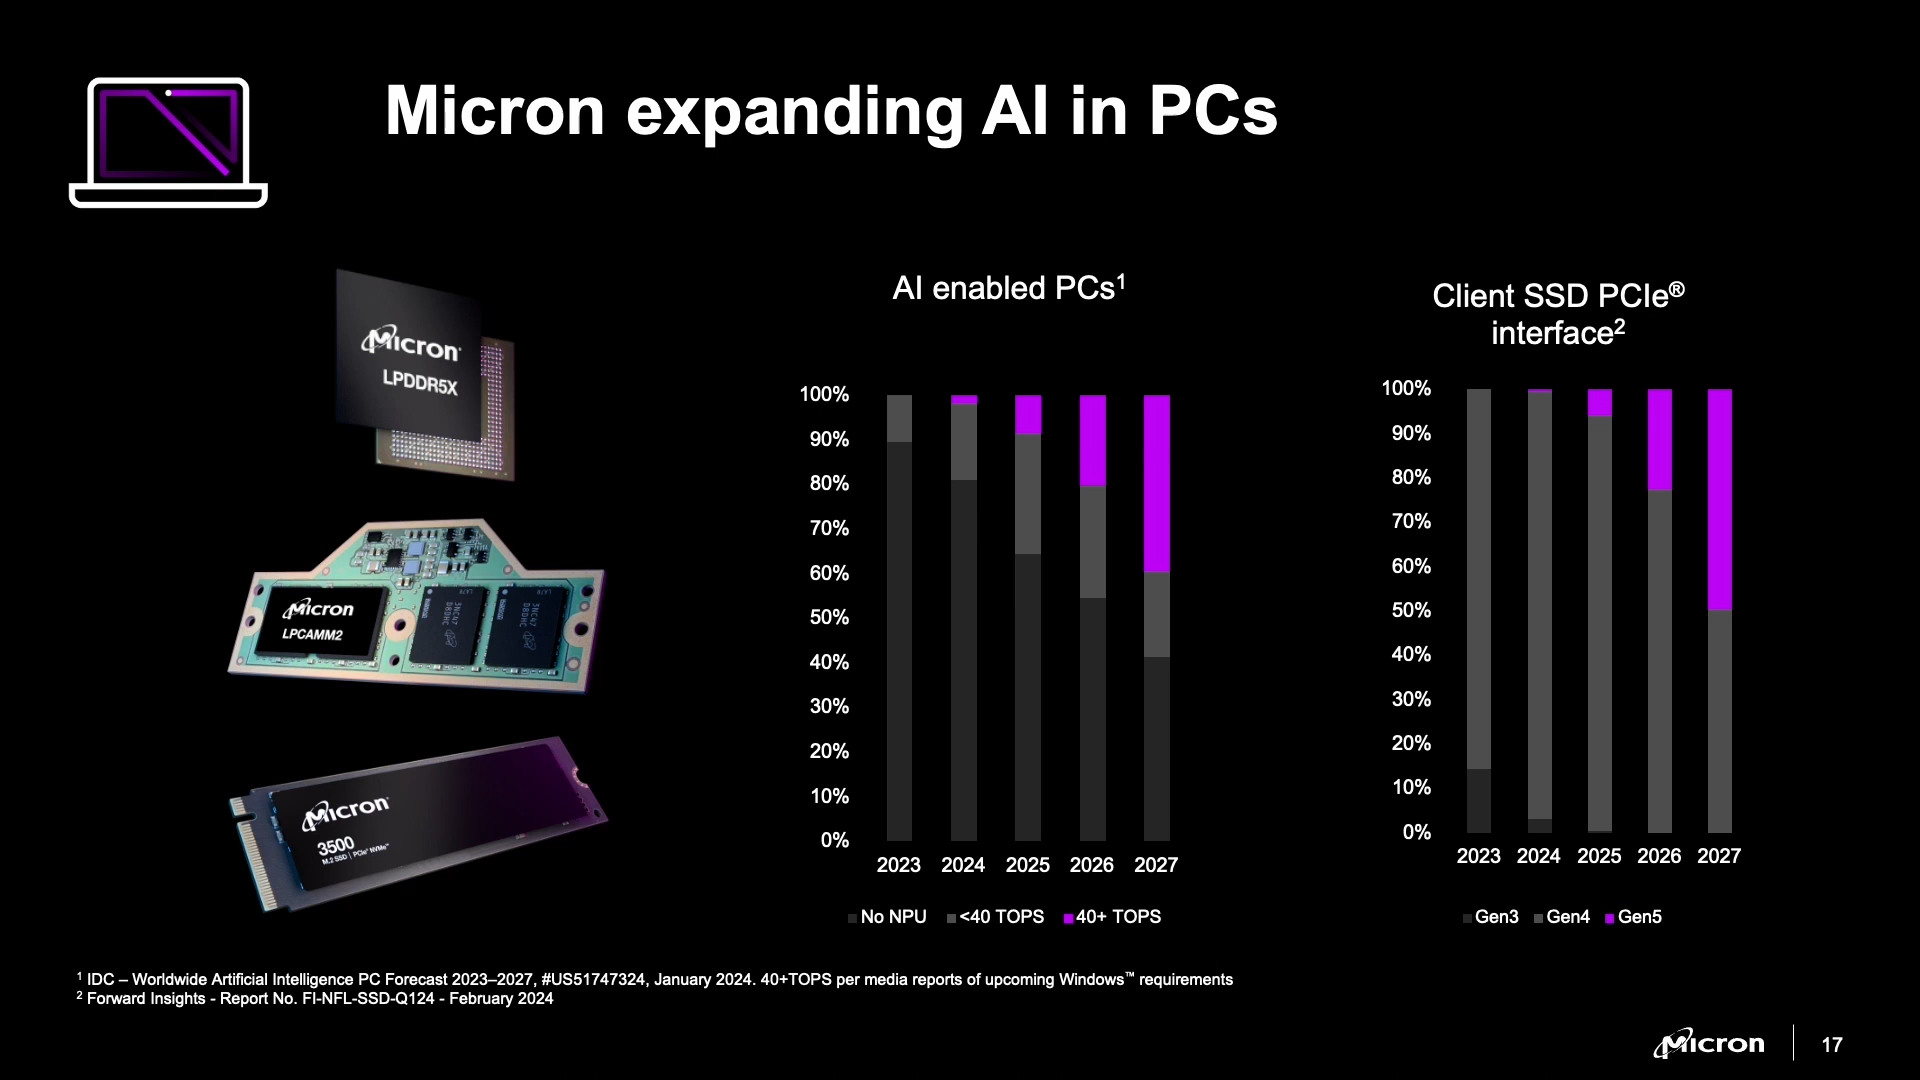 Micron expanding AI in PCs
Micron
LPDDR5X
Micron
LPCAMM2
3NC47
D8DHC
3NC47
D8DHC
Micron
3500
M.2 SSD | PCIe® NVMe™
AI enabled PCs¹
100%
90%
80%
70%
60%
50%
40%
30%
20%
10%
0%
2023 2024 2025 2026 2027
No NPU <40 TOPS 40+ TOPS
Client SSD PCIe®
interface²
100%
90%
80%
70%
60%
50%
40%
30%
20%
10%
0%
2023 2024 2025 2026 2027
Gen3 Gen4 Gen5
¹ IDC – Worldwide Artificial Intelligence PC Forecast 2023–2027, #US51747324, January 2024. 40+TOPS per media reports of upcoming Windows™ requirements
² Forward Insights - Report No. FI-NFL-SSD-Q124 - February 2024
Micron 17